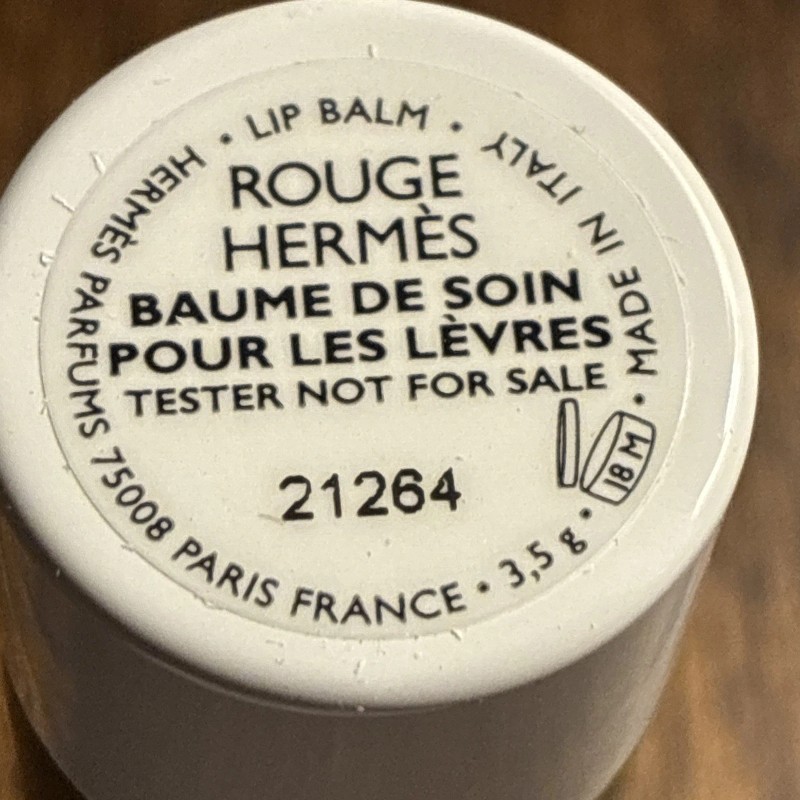 LIP BALM • MADE IN ITALY • HERMÈS PARFUMS 75008 PARIS FRANCE • 3,5 g •
ROUGE
HERMÈS
BAUME DE SOIN
POUR LES LÈVRES
TESTER NOT FOR SALE
18 M
21264